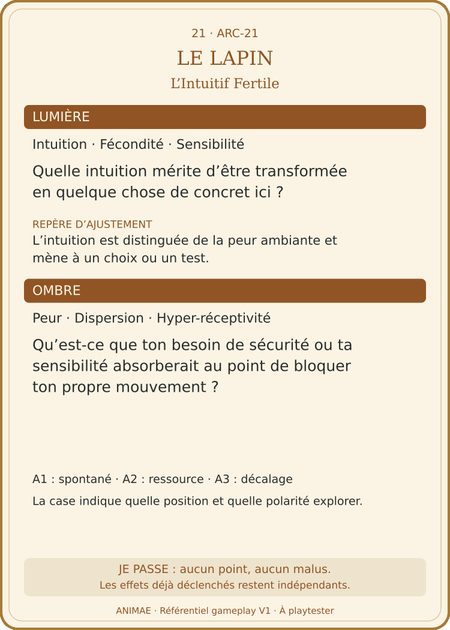 21 · ARC-21
LE LAPIN
L’Intuitif Fertile
LUMIÈRE
Intuition · Fécondité · Sensibilité
Quelle intuition mérite d’être transformée
en quelque chose de concret ici ?
REPÈRE D’AJUSTEMENT
L’intuition est distinguée de la peur ambiante et
mène à un choix ou un test.
OMBRE
Peur · Dispersion · Hyper-réceptivité
Qu’est-ce que ton besoin de sécurité ou ta
sensibilité absorberait au point de bloquer
ton propre mouvement ?
A1 : spontané · A2 : ressource · A3 : décalage
La case indique quelle position et quelle polarité explorer.
JE PASSE : aucun point, aucun malus.
Les effets déjà déclenchés restent indépendants.
ANIMAE · Référentiel gameplay V1 · À playtester